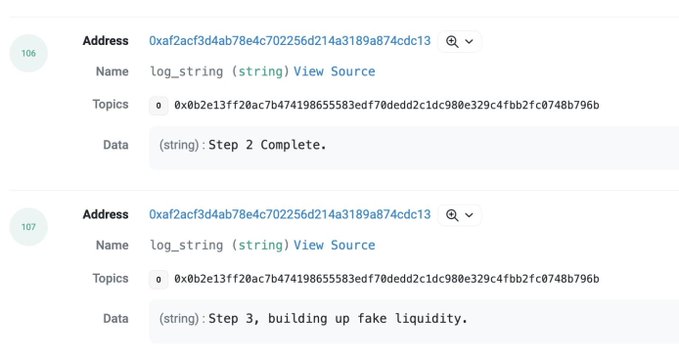 106
Address 0xaf2acf3d4ab78e4c702256d214a3189a874cdc13
Name log_string (string) View Source
Topics 0 0x0b2e13ff20ac7b474198655583edf70dedd2c1dc980e329c4fbb2fc0748b796b
Data (string) : Step 2 Complete.
107
Address 0xaf2acf3d4ab78e4c702256d214a3189a874cdc13
Name log_string (string) View Source
Topics 0 0x0b2e13ff20ac7b474198655583edf70dedd2c1dc980e329c4fbb2fc0748b796b
Data (string) : Step 3, building up fake liquidity.